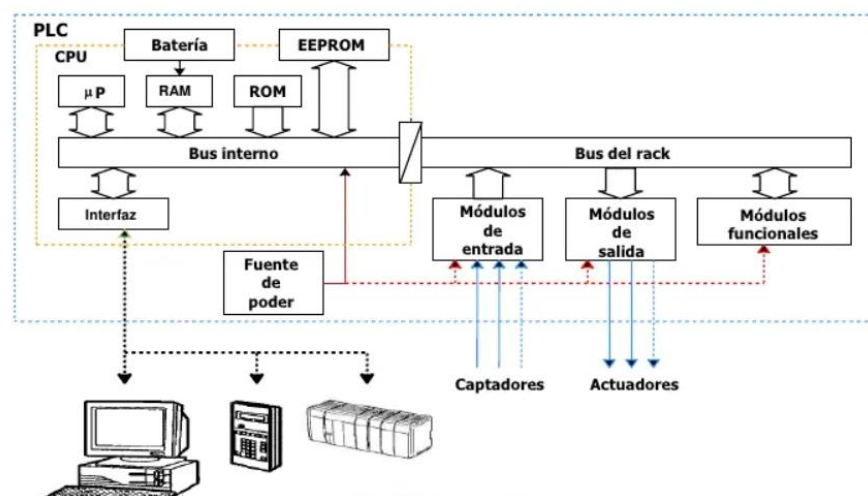 PLC
CPU
Batería
EEPROM
μP
RAM
ROM
Bus interno
Bus del rack
Interfaz
Módulos
de
entrada
Módulos
de
salida
Módulos
funcionales
Fuente
de
poder
Captadores
Actuadores